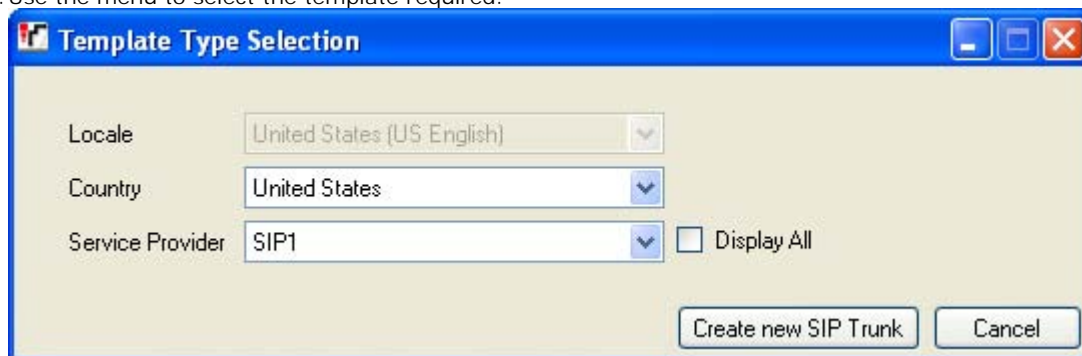 . Use the menu to select the template required.
Template Type Selection
Locale United States (US English)
Country United States
Service Provider SIP1 Display All
Create new SIP Trunk Cancel